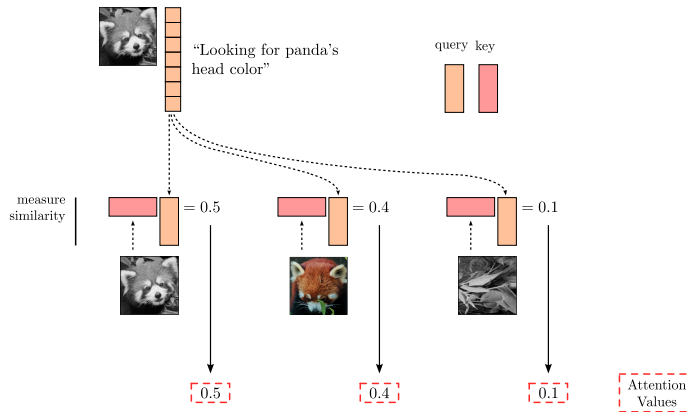 “Looking for panda’s
head color”
query key
measure
similarity
= 0.5
= 0.4
= 0.1
0.5
0.4
0.1
Attention
Values